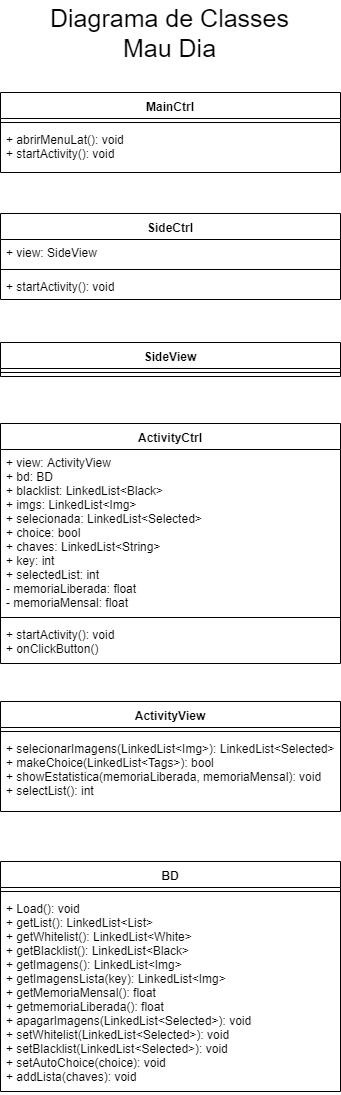 Diagrama de Classes
Mau Dia
MainCtrl
+ abrirMenuLat(): void
+ startActivity(): void
SideCtrl
+ view: SideView
+ startActivity(): void
SideView
ActivityCtrl
+ view: ActivityView
+ bd: BD
+ blacklist: LinkedList<Black>
+ imgs: LinkedList<Img>
+ selecionada: LinkedList<Selected>
+ choice: bool
+ chaves: LinkedList<String>
+ key: int
+ selectedList: int
- memoriaLiberada: float
- memoriaMensal: float
+ startActivity(): void
+ onClickButton()
ActivityView
+ selecionarImagens(LinkedList<Img>): LinkedList<Selected>
+ makeChoice(LinkedList<Tags>): bool
+ showEstatistica(memoriaLiberada, memoriaMensal): void
+ selectList(): int
BD
+ Load(): void
+ getList(): LinkedList<List>
+ getWhitelist(): LinkedList<White>
+ getBlacklist(): LinkedList<Black>
+ getImagens(): LinkedList<Img>
+ getImagensLista(key): LinkedList<Img>
+ getMemoriaMensal(): float
+ getmemoriaLiberada(): float
+ apagarImagens(LinkedList<Selected>): void
+ setWhitelist(LinkedList<Selected>): void
+ setBlacklist(LinkedList<Selected>): void
+ setAutoChoice(choice): void
+ addLista(chaves): void